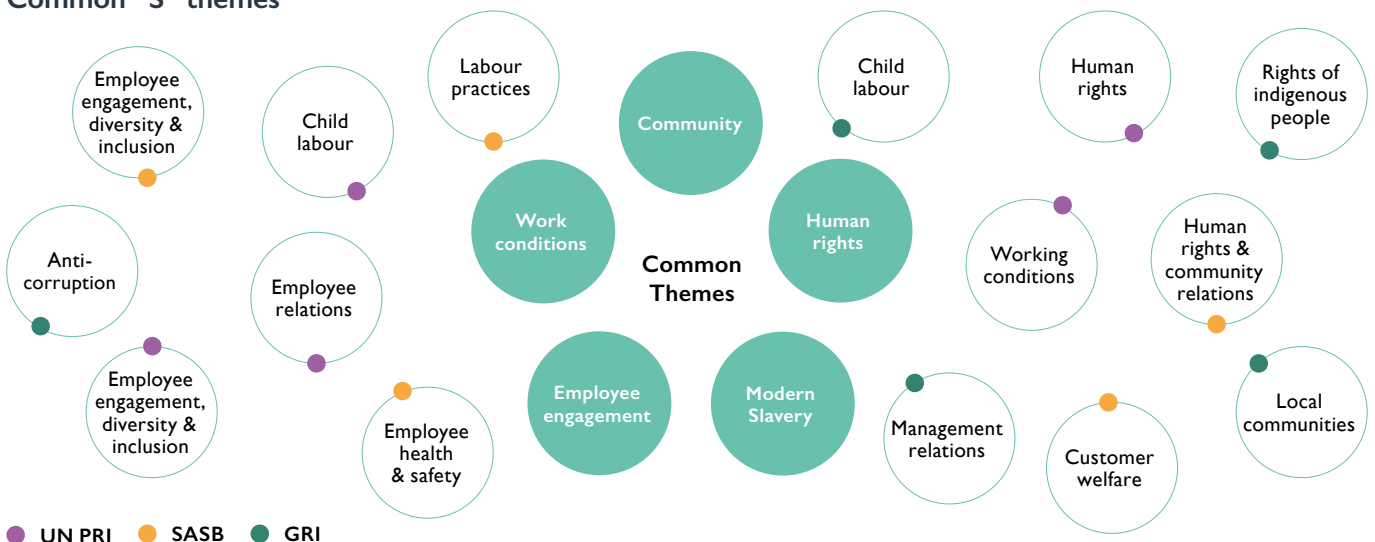 Common "S" themes
Employee
engagement,
diversity &
inclusion
Child
labour
Labour
practices
Community
Child
labour
Human
rights
Rights of
indigenous
people
Anti-
corruption
Employee
relations
Work
conditions
Common
Themes
Human
rights
Working
conditions
Human
rights &
community
relations
Employee
engagement,
diversity &
inclusion
Employee
health
& safety
Employee
engagement
Modern
Slavery
Management
relations
Customer
welfare
Local
communities
UN PRI
SASB
GRI